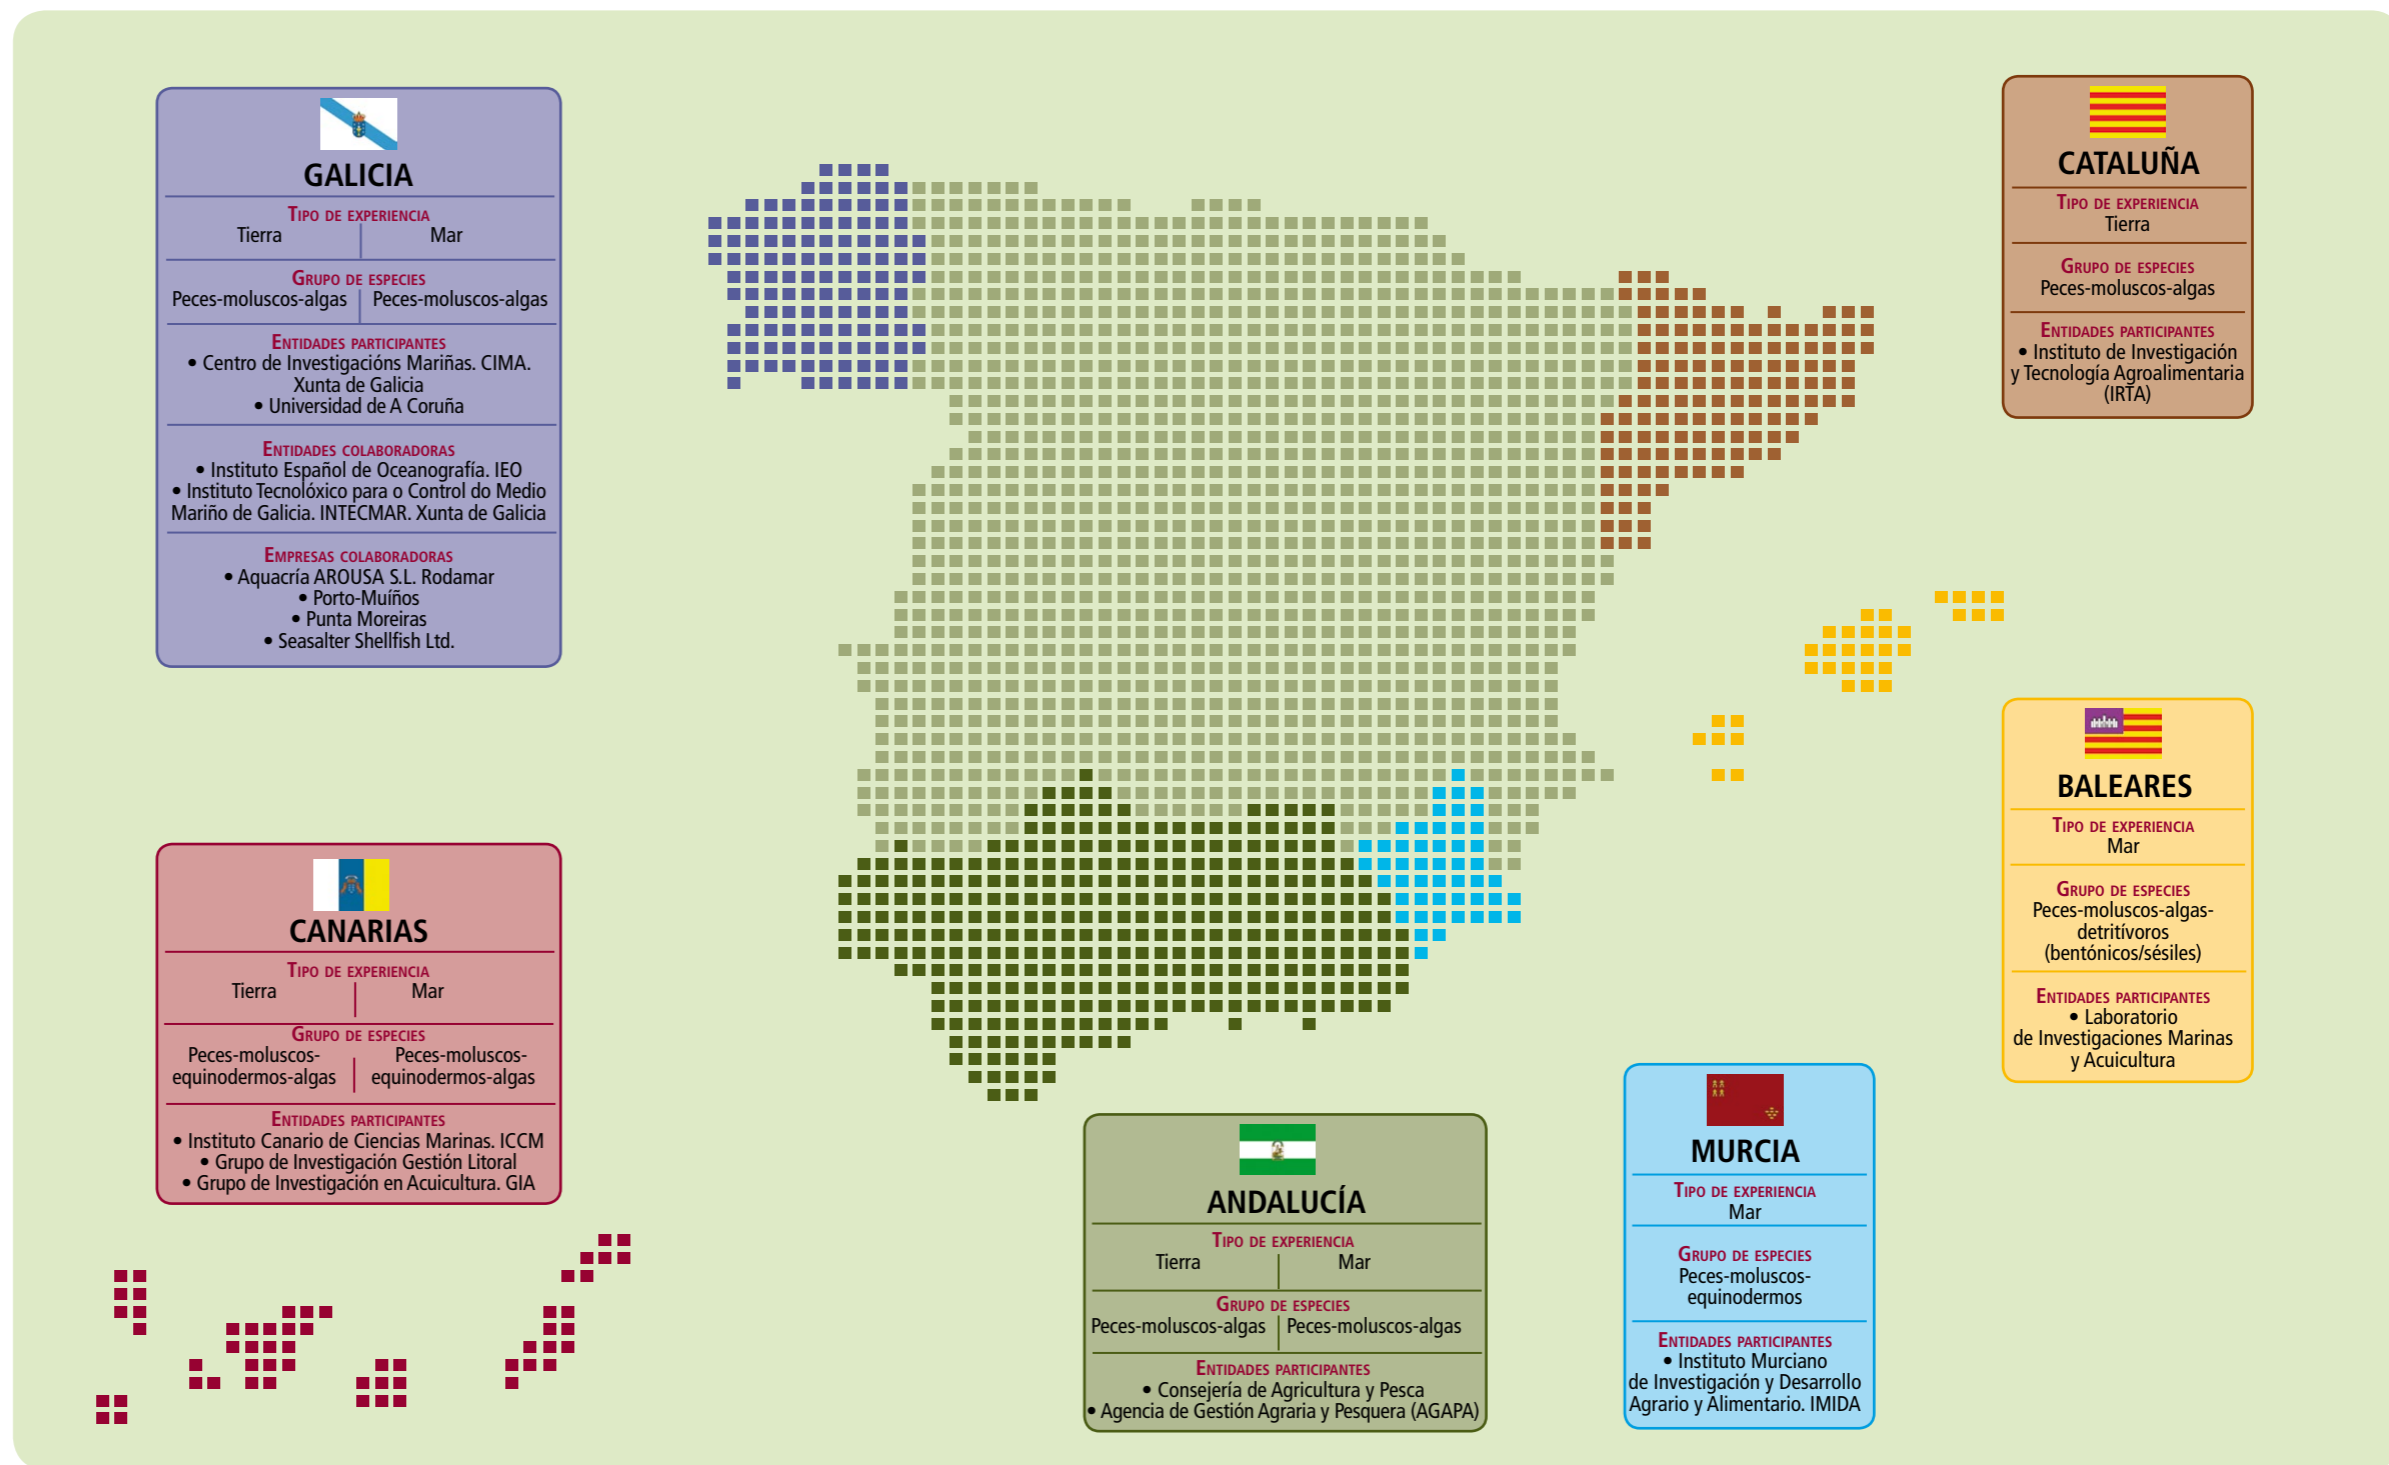 GALICIA
TIPO DE EXPERIENCIA
Tierra
Mar
GRUPO DE ESPECIES
Peces-moluscos-algas
Peces-moluscos-algas
ENTIDADES PARTICIPANTES
• Centro de Investigacións Mariñas. CIMA.
Xunta de Galicia
• Universidad de A Coruña
ENTIDADES COLABORADORAS
• Instituto Español de Oceanografía. IEO
• Instituto Tecnolóxico para o Control do Medio
Mariño de Galicia. INTECMAR. Xunta de Galicia
EMPRESAS COLABORADORAS
• Aquacría AROUSA S.L. Rodamar
• Porto-Muíños
• Punta Moreiras
• Seasalter Shellfish Ltd.
CATALUÑA
TIPO DE EXPERIENCIA
Tierra
GRUPO DE ESPECIES
Peces-moluscos-algas
ENTIDADES PARTICIPANTES
• Instituto de Investigación
y Tecnología Agroalimentaria
(IRTA)
BALEARES
TIPO DE EXPERIENCIA
Mar
GRUPO DE ESPECIES
Peces-moluscos-algas-
detritívoros
(bentónicos/sésiles)
ENTIDADES PARTICIPANTES
• Laboratorio
de Investigaciones Marinas
y Acuicultura
CANARIAS
TIPO DE EXPERIENCIA
Tierra
Mar
GRUPO DE ESPECIES
Peces-moluscos-
equinodermos-algas
Peces-moluscos-
equinodermos-algas
ENTIDADES PARTICIPANTES
• Instituto Canario de Ciencias Marinas. ICCM
• Grupo de Investigación Gestión Litoral
• Grupo de Investigación en Acuicultura. GIA
ANDALUCÍA
TIPO DE EXPERIENCIA
Tierra
Mar
GRUPO DE ESPECIES
Peces-moluscos-algas
Peces-moluscos-algas
ENTIDADES PARTICIPANTES
• Consejería de Agricultura y Pesca
• Agencia de Gestión Agraria y Pesquera (AGAPA)
MURCIA
TIPO DE EXPERIENCIA
Mar
GRUPO DE ESPECIES
Peces-moluscos-
equinodermos
ENTIDADES PARTICIPANTES
• Instituto Murciano
de Investigación y Desarrollo
Agrario y Alimentario. IMIDA